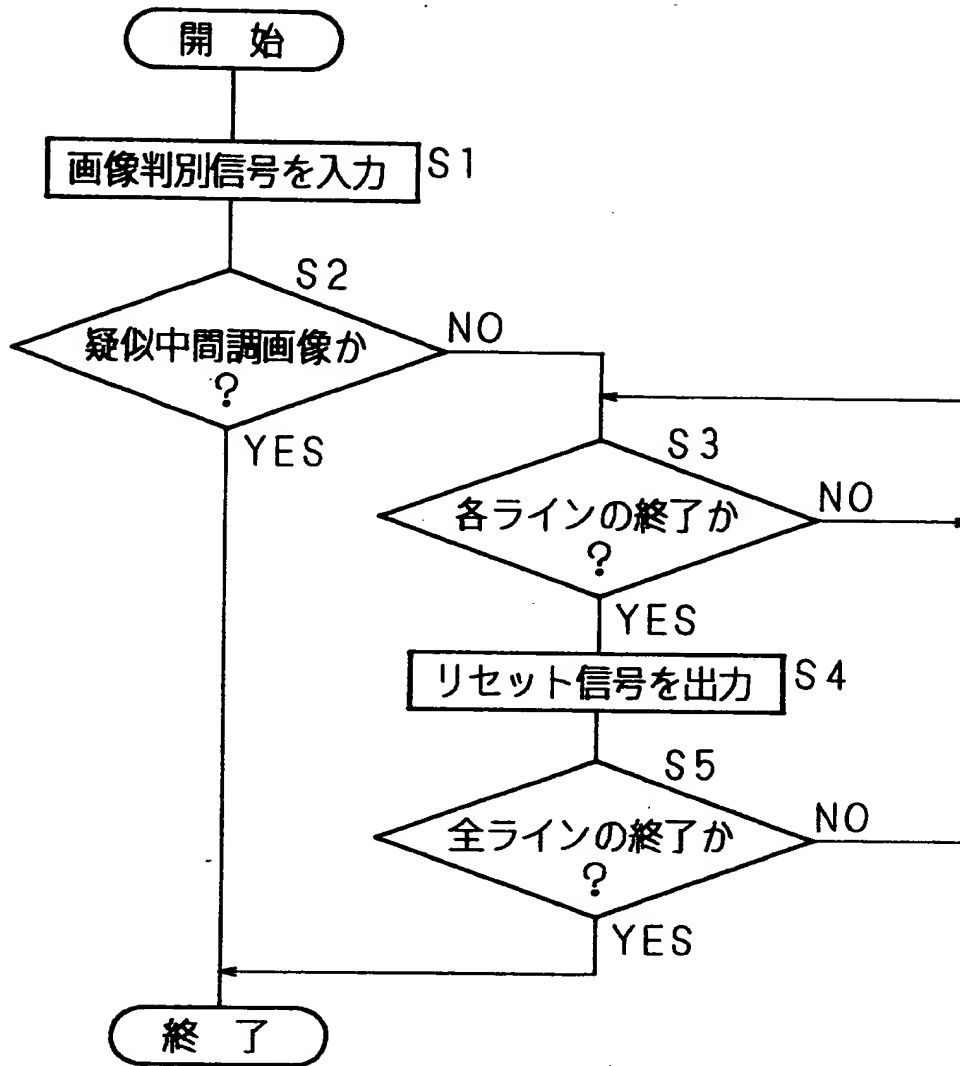 開 始
画像判別信号を入力 S1
S2
疑似中間調画像か
?
NO
YES
S3
各ラインの終了か
?
NO
YES
リセット信号を出力 S4
S5
全ラインの終了か
?
NO
YES
終 了